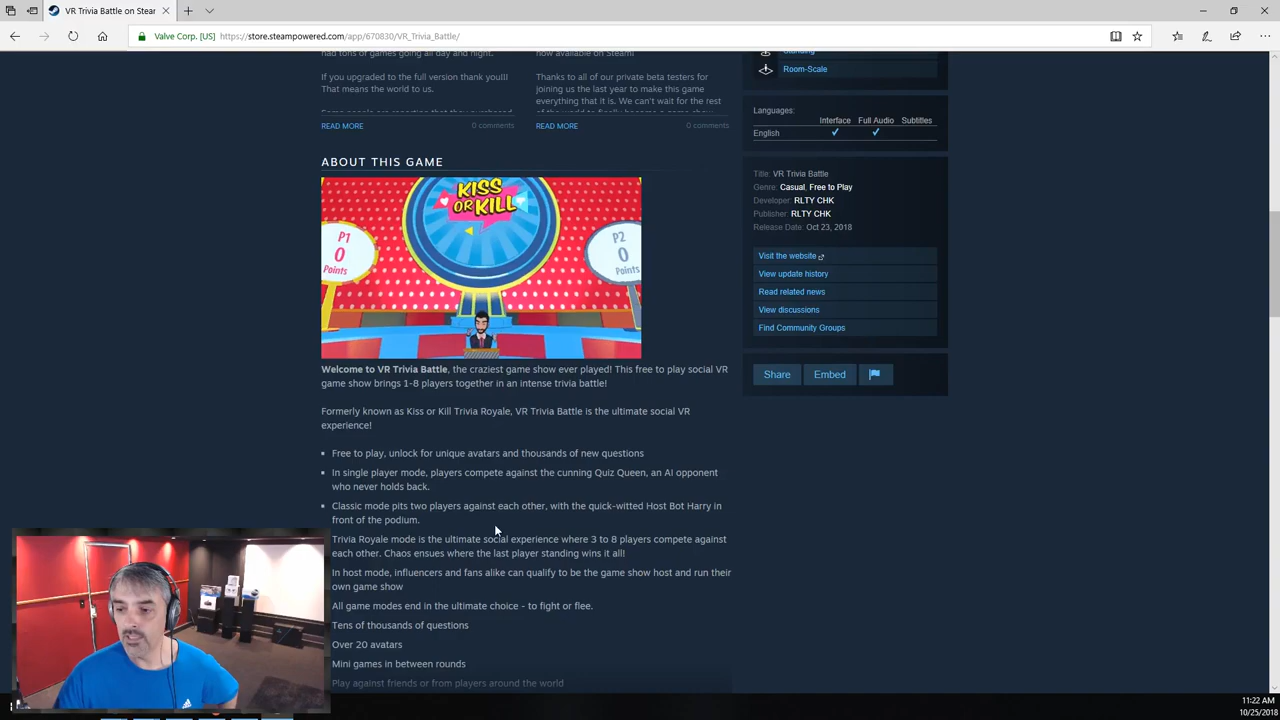 VR Trivia Battle on Stear
Valve Corp. [US] https://store.steampowered.com/app/670830/VR_Trivia_Battle/
had tons of games going all day and night.
If you upgraded to the full version thank you!!!
That means the world to us.
READ MORE
0 comments
now available on Steam!
Thanks to all of our private beta testers for
joining us the last year to make this game
everything that it is. We can't wait for the rest
READ MORE
0 comments
ABOUT THIS GAME
KISS
OR KILL
P1
0
Points
P2
0
Points
Welcome to VR Trivia Battle, the craziest game show ever played! This free to play social VR
game show brings 1-8 players together in an intense trivia battle!
Formerly known as Kiss or Kill Trivia Royale, VR Trivia Battle is the ultimate social VR
experience!
Free to play, unlock for unique avatars and thousands of new questions
In single player mode, players compete against the cunning Quiz Queen, an AI opponent
who never holds back.
Classic mode pits two players against each other, with the quick-witted Host Bot Harry in
front of the podium.
Trivia Royale mode is the ultimate social experience where 3 to 8 players compete against
each other. Chaos ensues where the last player standing wins it all!
In host mode, influencers and fans alike can qualify to be the game show host and run their
own game show
All game modes end in the ultimate choice - to fight or flee.
Tens of thousands of questions
Over 20 avatars
Mini games in between rounds
Play against friends or from players around the world
Standing
Room-Scale
Languages:
Interface Full Audio Subtitles
English ✓ ✓
Title: VR Trivia Battle
Genre: Casual, Free to Play
Developer: RLTY CHK
Publisher: RLTY CHK
Release Date: Oct 23, 2018
Visit the website
View update history
Read related news
View discussions
Find Community Groups
Share Embed
11:22 AM
10/25/2018